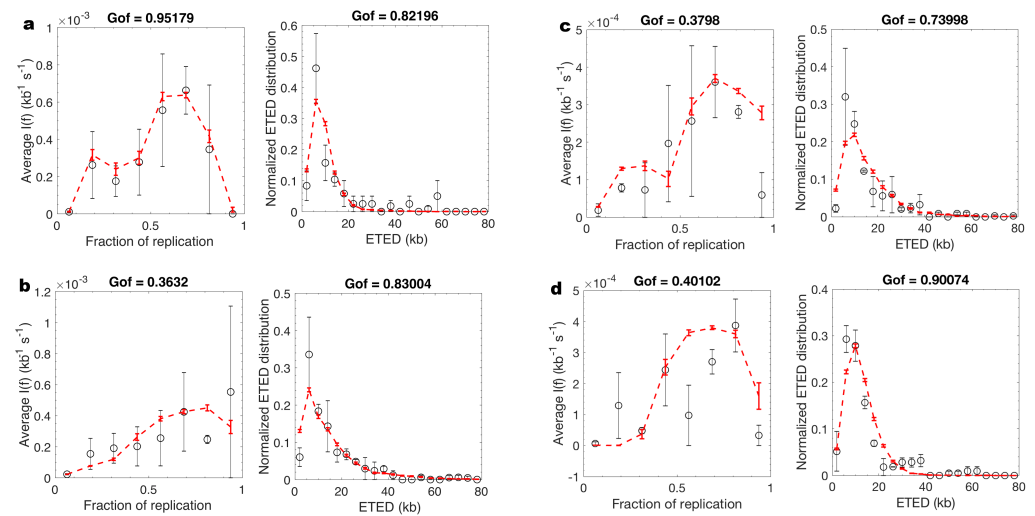 a
Gof = 0.95179
×10⁻³
Average I(f) (kb⁻¹ s⁻¹)
1
0.8
0.6
0.4
0.2
0
0 0.5 1
Fraction of replication
Gof = 0.82196
Normalized ETED distribution
0.6
0.5
0.4
0.3
0.2
0.1
0
0 20 40 60 80
ETED (kb)
c
Gof = 0.3798
×10⁻⁴
Average I(f) (kb⁻¹ s⁻¹)
5
4
3
2
1
0
0 0.5 1
Fraction of replication
Gof = 0.73998
Normalized ETED distribution
0.5
0.4
0.3
0.2
0.1
0
0 20 40 60 80
ETED (kb)
b
Gof = 0.3632
×10⁻³
Average I(f) (kb⁻¹ s⁻¹)
1.2
1
0.8
0.6
0.4
0.2
0
0 0.5 1
Fraction of replication
Gof = 0.83004
Normalized ETED distribution
0.5
0.4
0.3
0.2
0.1
0
0 20 40 60 80
ETED (kb)
d
Gof = 0.40102
×10⁻⁴
Average I(f) (kb⁻¹ s⁻¹)
5
4
3
2
1
0
-1
0 0.5 1
Fraction of replication
Gof = 0.90074
Normalized ETED distribution
0.4
0.3
0.2
0.1
0
0 20 40 60 80
ETED (kb)